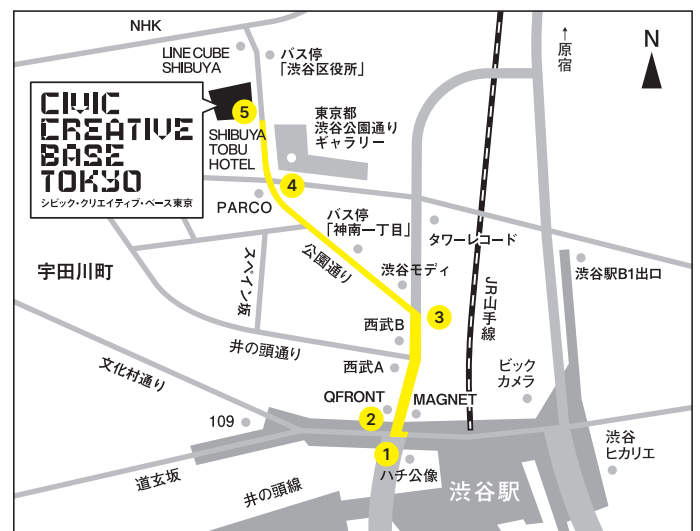 NHK
LINE CUBE
SHIBUYA
バス停
「渋谷区役所」
↑原宿
N
CIVIC
CREATIVE
BASE
TOKYO
シビック・クリエイティブ・ベース東京
5
SHIBUYA
TOBU
HOTEL
東京都
渋谷公園通り
ギャラリー
4
PARCO
バス停
「神南一丁目」
タワーレコード
公園通り
スペイン坂
宇田川町
渋谷モディ
渋谷駅B1出口
JR山手線
3
西武B
井の頭通り
西武A
文化村通り
ビック
カメラ
QFRONT
MAGNET
109
2
1
ハチ公像
渋谷
ヒカリエ
道玄坂
井の頭線
渋谷駅